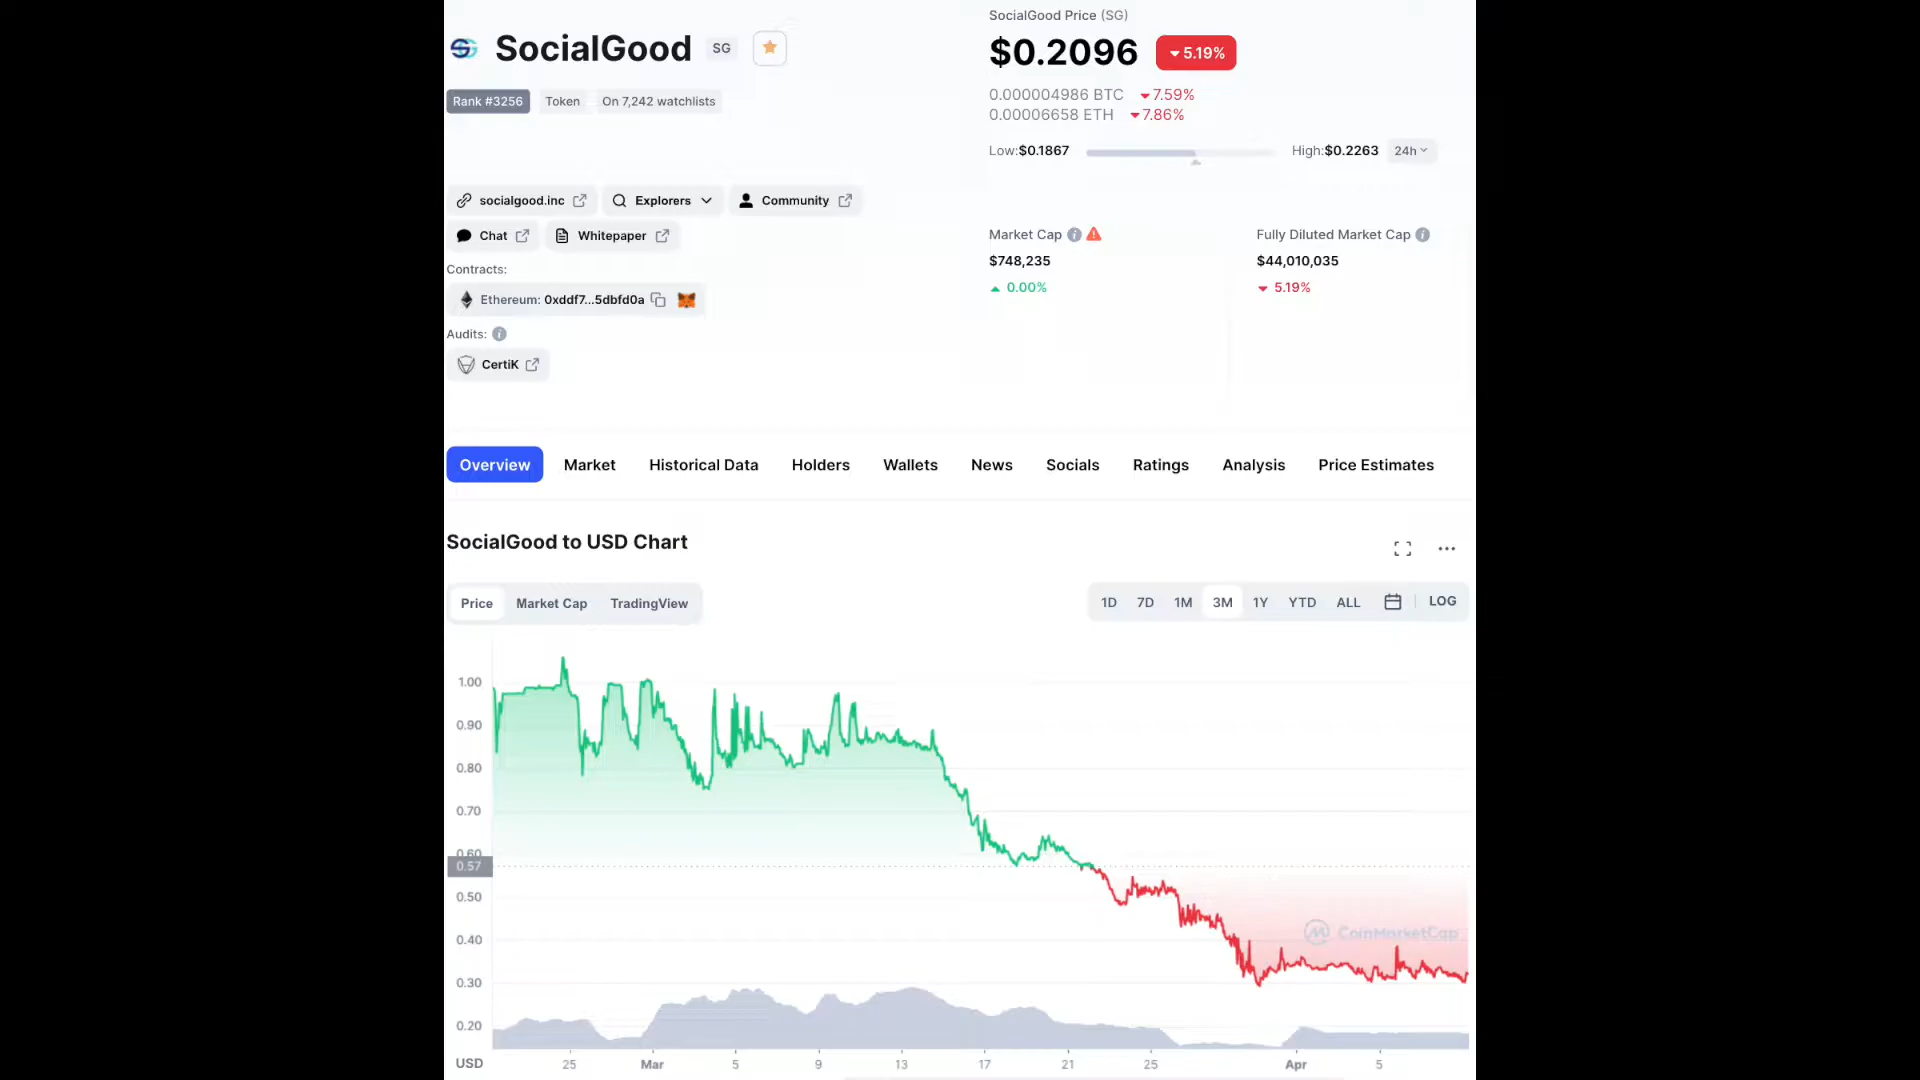 SocialGood SG
Rank #3256 Token On 7,242 watchlists
SocialGood Price (SG)
$0.2096 5.19%
0.000004986 BTC 7.59%
0.00006658 ETH 7.86%
Low:$0.1867 High:$0.2263 24h
socialgood.inc Explorers Community
Chat Whitepaper
Contracts:
Ethereum: 0xddf7...5dbfd0a
Audits:
CertiK
Market Cap
$748,235
0.00%
Fully Diluted Market Cap
$44,010,035
5.19%
Overview Market Historical Data Holders Wallets News Socials Ratings Analysis Price Estimates
SocialGood to USD Chart
Price Market Cap TradingView
1D 7D 1M 3M 1Y YTD ALL LOG
1.00
0.90
0.80
0.70
0.60
0.57
0.50
0.40
CoinMarketCap
0.30
0.20
USD 25 Mar 5 9 13 17 21 25 Apr 5